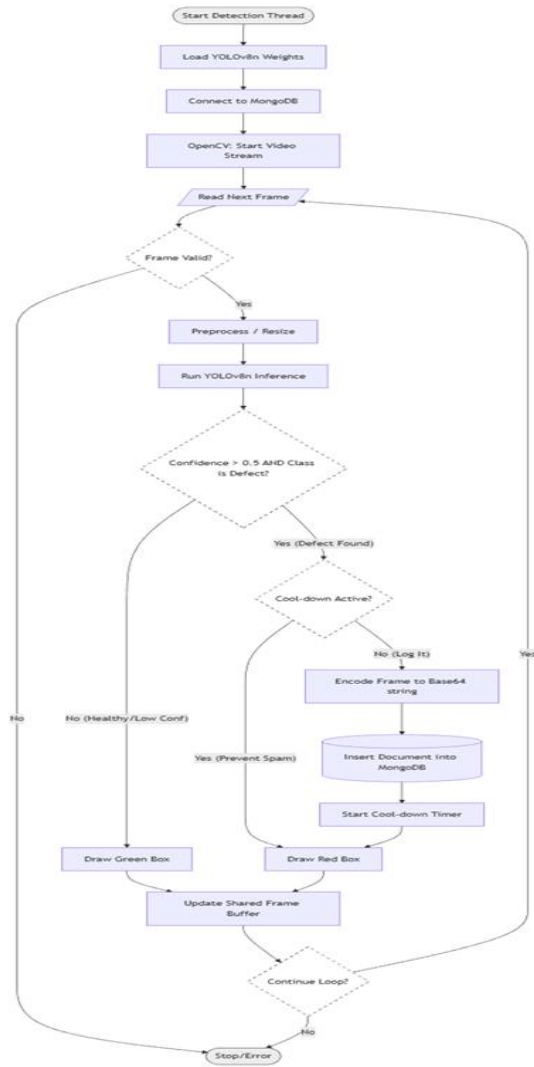 Start Detection Thread
Load YOLOv8n Weights
Connect to MongoDB
OpenCV: Start Video
Stream
Read Next Frame
Frame Valid?
Yes
Preprocess / Resize
Run YOLOv8n Inference
Confidence > 0.5 AND Class
is Defect?
Yes (Defect Found)
Cool-down Active?
No (Log It)
Yes
Encode Frame to Base64
string
No
No (Healthy/Low Conf)
Yes (Prevent Spam)
Insert Document into
MongoDB
Start Cool-down Timer
Draw Green Box
Draw Red Box
Update Shared Frame
Buffer
Continue Loop?
No
Stop/Error